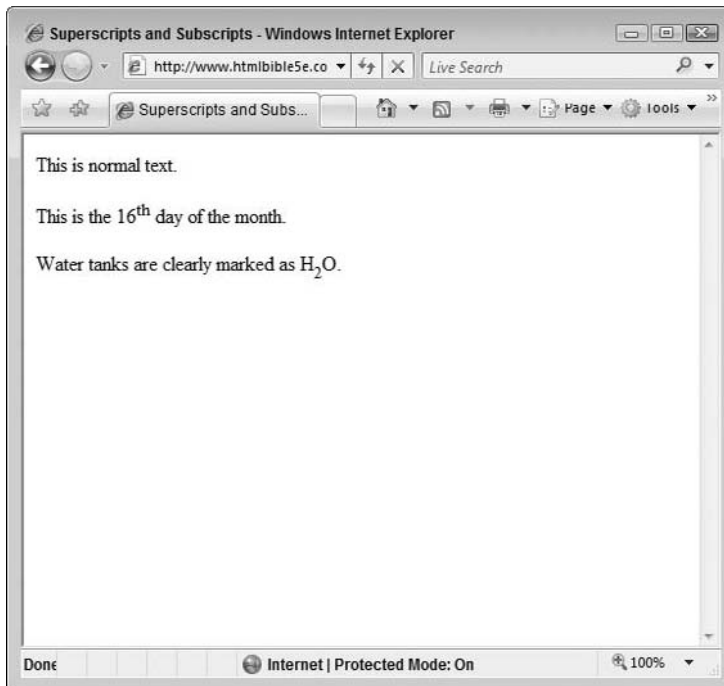 Superscripts and Subscripts - Windows Internet Explorer
http://www.htmlbible5e.co Live Search
Superscripts and Subs... Page Tools
This is normal text.
This is the 16th day of the month.
Water tanks are clearly marked as H₂O.
Done Internet | Protected Mode: On 100%